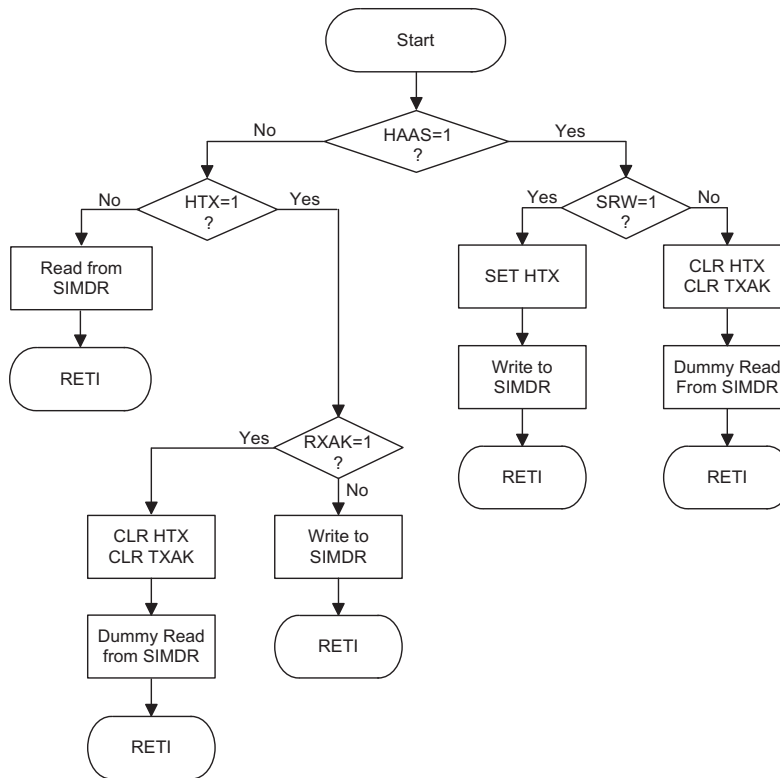 Start
No
HAAS=1
?
Yes
No
HTX=1
?
Yes
Yes
SRW=1
?
No
Read from
SIMDR
SET HTX
CLR HTX
CLR TXAK
RETI
Write to
SIMDR
Dummy Read
From SIMDR
Yes
RXAK=1
?
No
RETI
RETI
CLR HTX
CLR TXAK
Write to
SIMDR
Dummy Read
from SIMDR
RETI
RETI